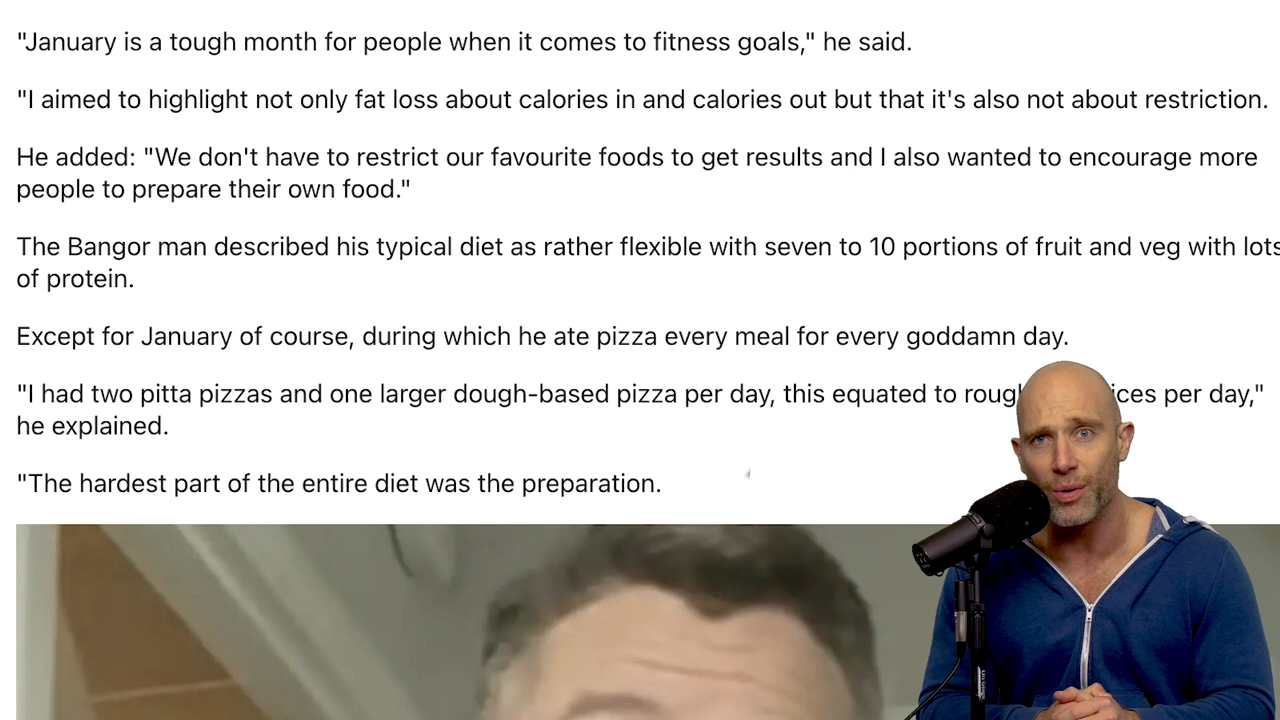 "January is a tough month for people when it comes to fitness goals," he said.
"I aimed to highlight not only fat loss about calories in and calories out but that it's also not about restriction.
He added: "We don't have to restrict our favourite foods to get results and I also wanted to encourage more
people to prepare their own food."
The Bangor man described his typical diet as rather flexible with seven to 10 portions of fruit and veg with lots
of protein.
Except for January of course, during which he ate pizza every meal for every goddamn day.
"I had two pitta pizzas and one larger dough-based pizza per day, this equated to per day,"
he explained.
"The hardest part of the entire diet was the preparation.